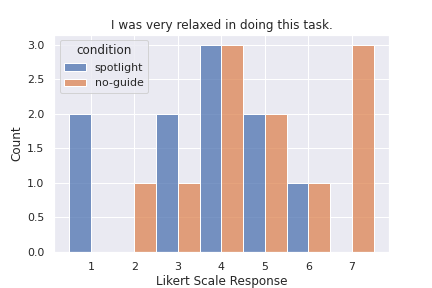 I was very relaxed in doing this task.
condition
spotlight
no-guide
3.0
2.5
2.0
1.5
1.0
0.5
0.0
Count
1 2 3 4 5 6 7
Likert Scale Response